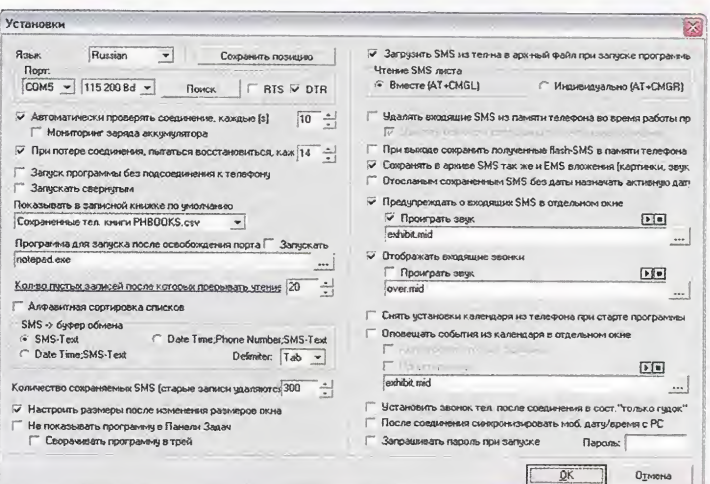 Установки
Язык: Russian Сохранить позицию
Порт:
COM5 115 200 Bd Поиск RTS DTR
Автоматически проверять соединение, каждые [s] 10
Мониторинг заряда аккумулятора
При потере соединения, пытаться восстановиться, каж 14
Запуск программы без подсоединения к телефону
Запускать свернутым
Показывать в записной книжке по умолчанию
Сохраненные тел. книги PHBOOKS.csv
Программа для запуска после освобождения порта Запускать
notepad.exe ...
Кол-во пустых записей после которых прерывать чтение 20
Алфавитная сортировка списков
SMS -> буфер обмена
SMS-Text Date Time;Phone Number;SMS-Text
Date Time;SMS-Text Delimiter: Tab
Количество сохраняемых SMS (старые записи удаляютс 300
Настроить размеры после изменения размеров окна
Не показывать программу в Панели Задач
Сворачивать программу в трей
Загрузить SMS из тел-на в арх-ный файл при запуске программь
Чтение SMS листа
Вместе (AT+CMGL) Индивидуально (AT+CMGR)
Удалять входящие SMS из памяти телефона во время работы пр
При выходе сохранить полученные flash-SMS в памяти телефона
Сохранять в архиве SMS так же и EMS вложения (картинки, звук
Отосланым сохраненным SMS без даты назначать активную дат
Предупреждать о входящих SMS в отдельном окне
Проиграть звук
exhibit.mid ...
Отображать входящие звонки
Проиграть звук
over.mid ...
Снять установки календаря из телефона при старте программы
Оповещать события из календаря в отдельном окне
exhibit.mid ...
Установить звонок тел. после соединения в сост. "только гудок"
После соединения синхронизировать моб. дату/время с PC
Запрашивать пароль при запуске Пароль:
OK Отмена